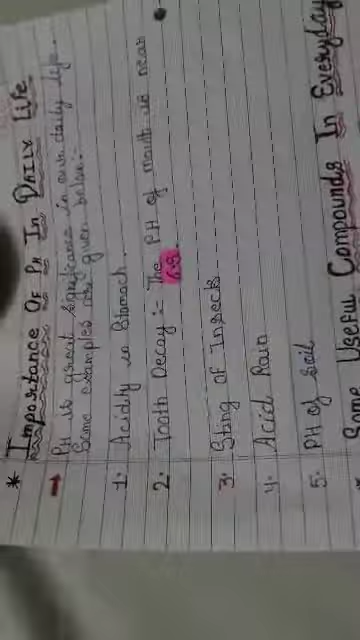 * Importance Of PH In Daily Life
→ PH is great significance in our daily life.
Some examples are given below:-
1. Acidity in Stomach.
2. Tooth Decay :- The PH of mouth is near
6.8.
3. Sting of Insects
4. Acid Rain
5. PH of soil
Some Useful Compounds In Everyday